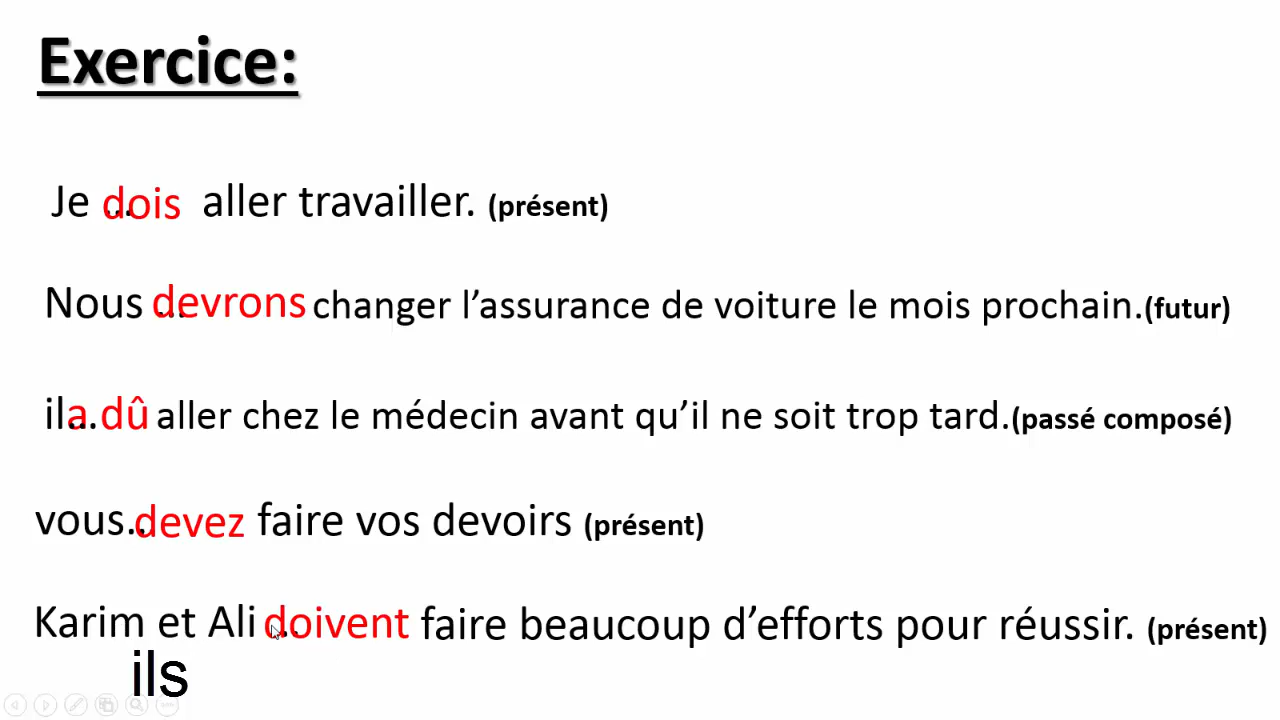 Exercice:
Je dois aller travailler. (présent)
Nous devrons changer l’assurance de voiture le mois prochain.(futur)
il a dû aller chez le médecin avant qu’il ne soit trop tard.(passé composé)
vous.. devez faire vos devoirs (présent)
Karim et Ali doivent faire beaucoup d’efforts pour réussir. (présent)
ils